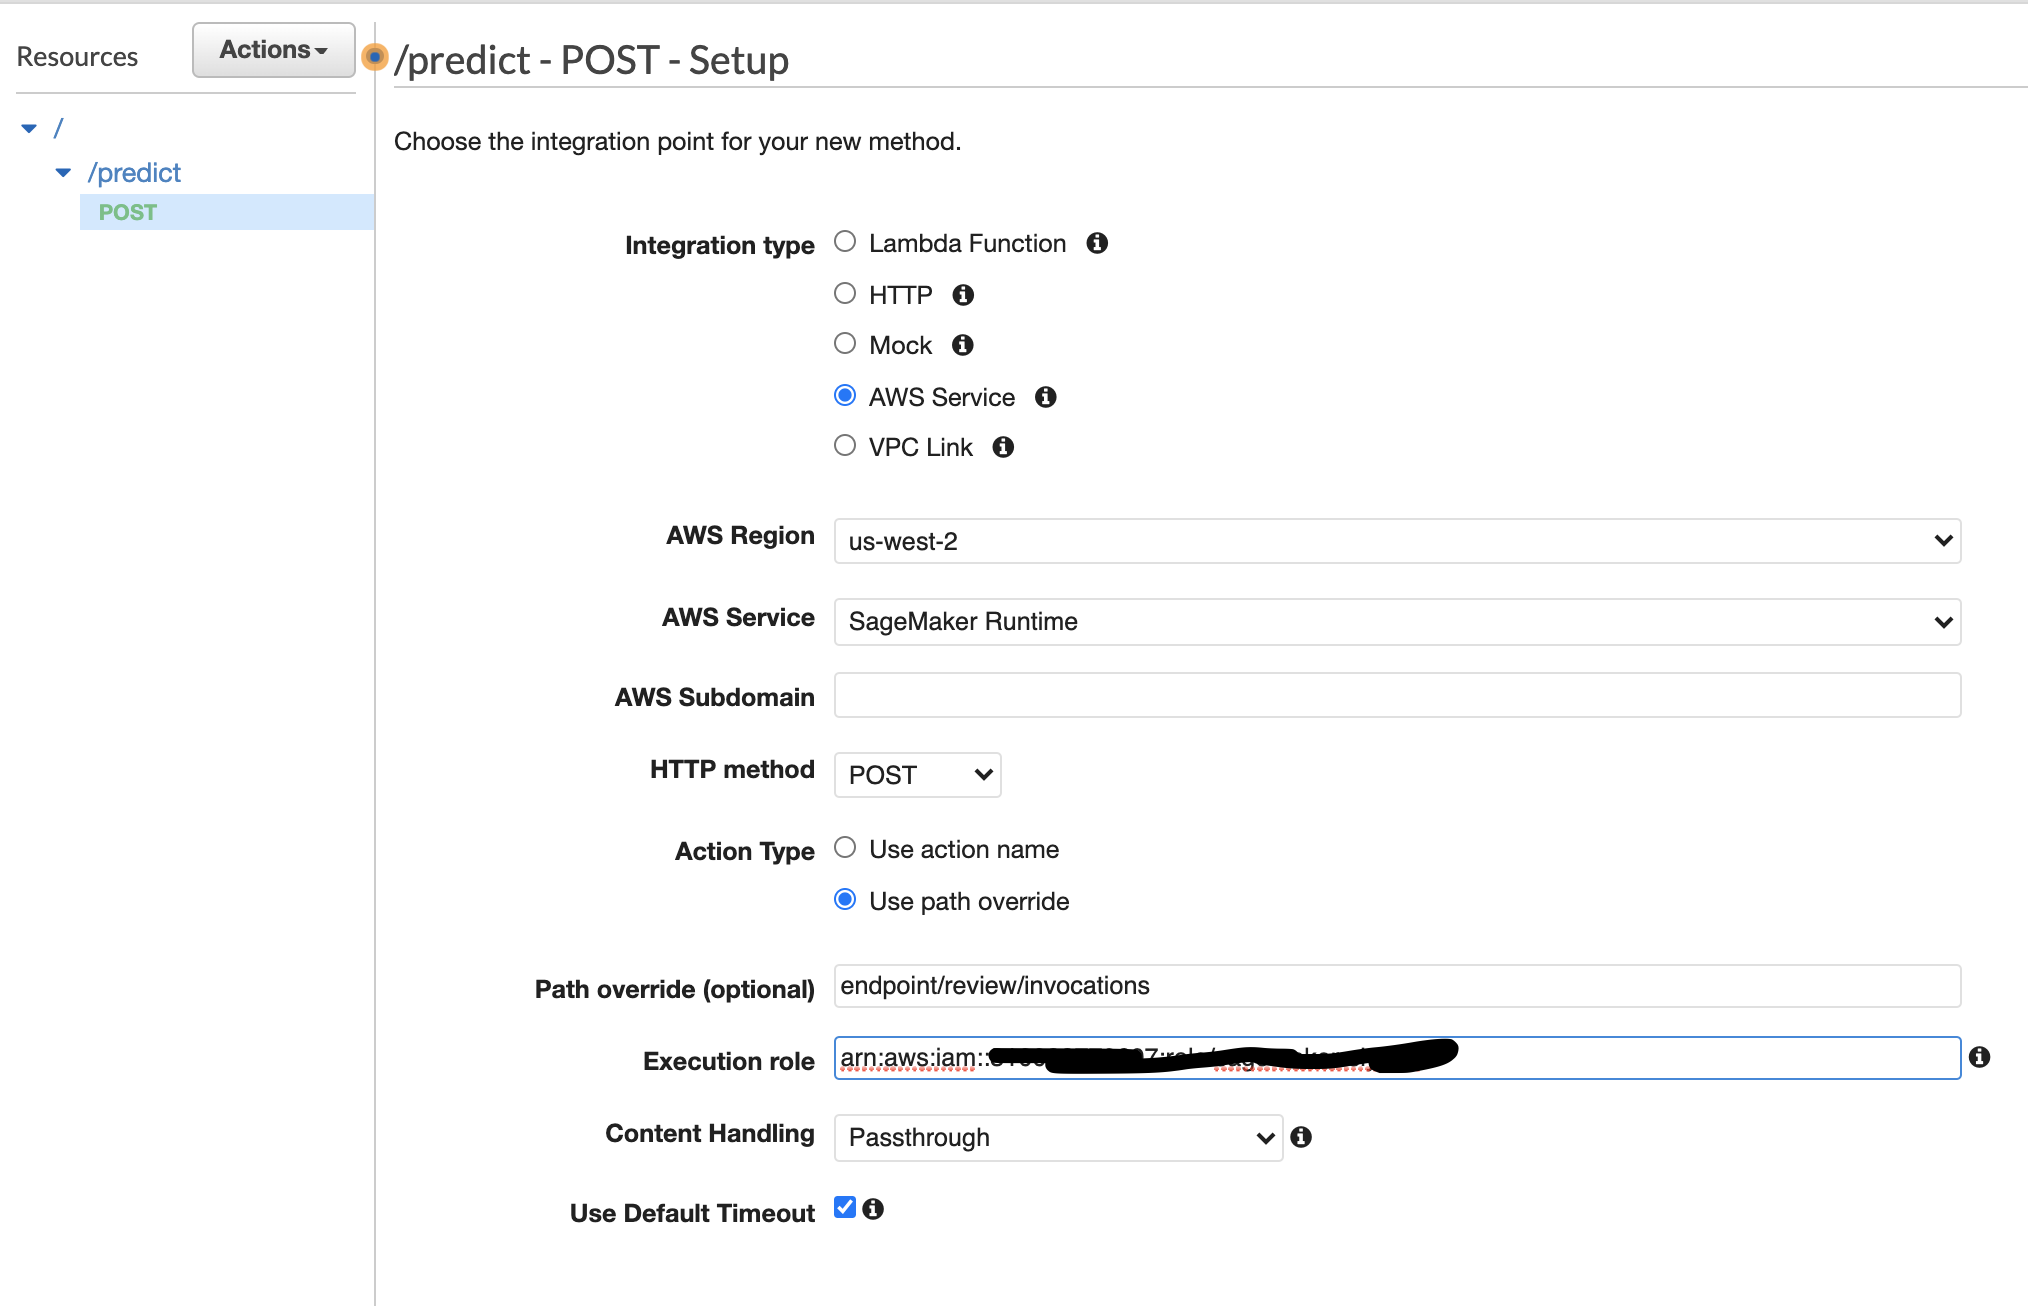 Resources
Actions
/predict - POST - Setup
/
/predict
POST
Choose the integration point for your new method.
Integration type
Lambda Function
HTTP
Mock
AWS Service
VPC Link
AWS Region
us-west-2
AWS Service
SageMaker Runtime
AWS Subdomain
HTTP method
POST
Action Type
Use action name
Use path override
Path override (optional)
endpoint/review/invocations
Execution role
arn:aws:iam::
Content Handling
Passthrough
Use Default Timeout